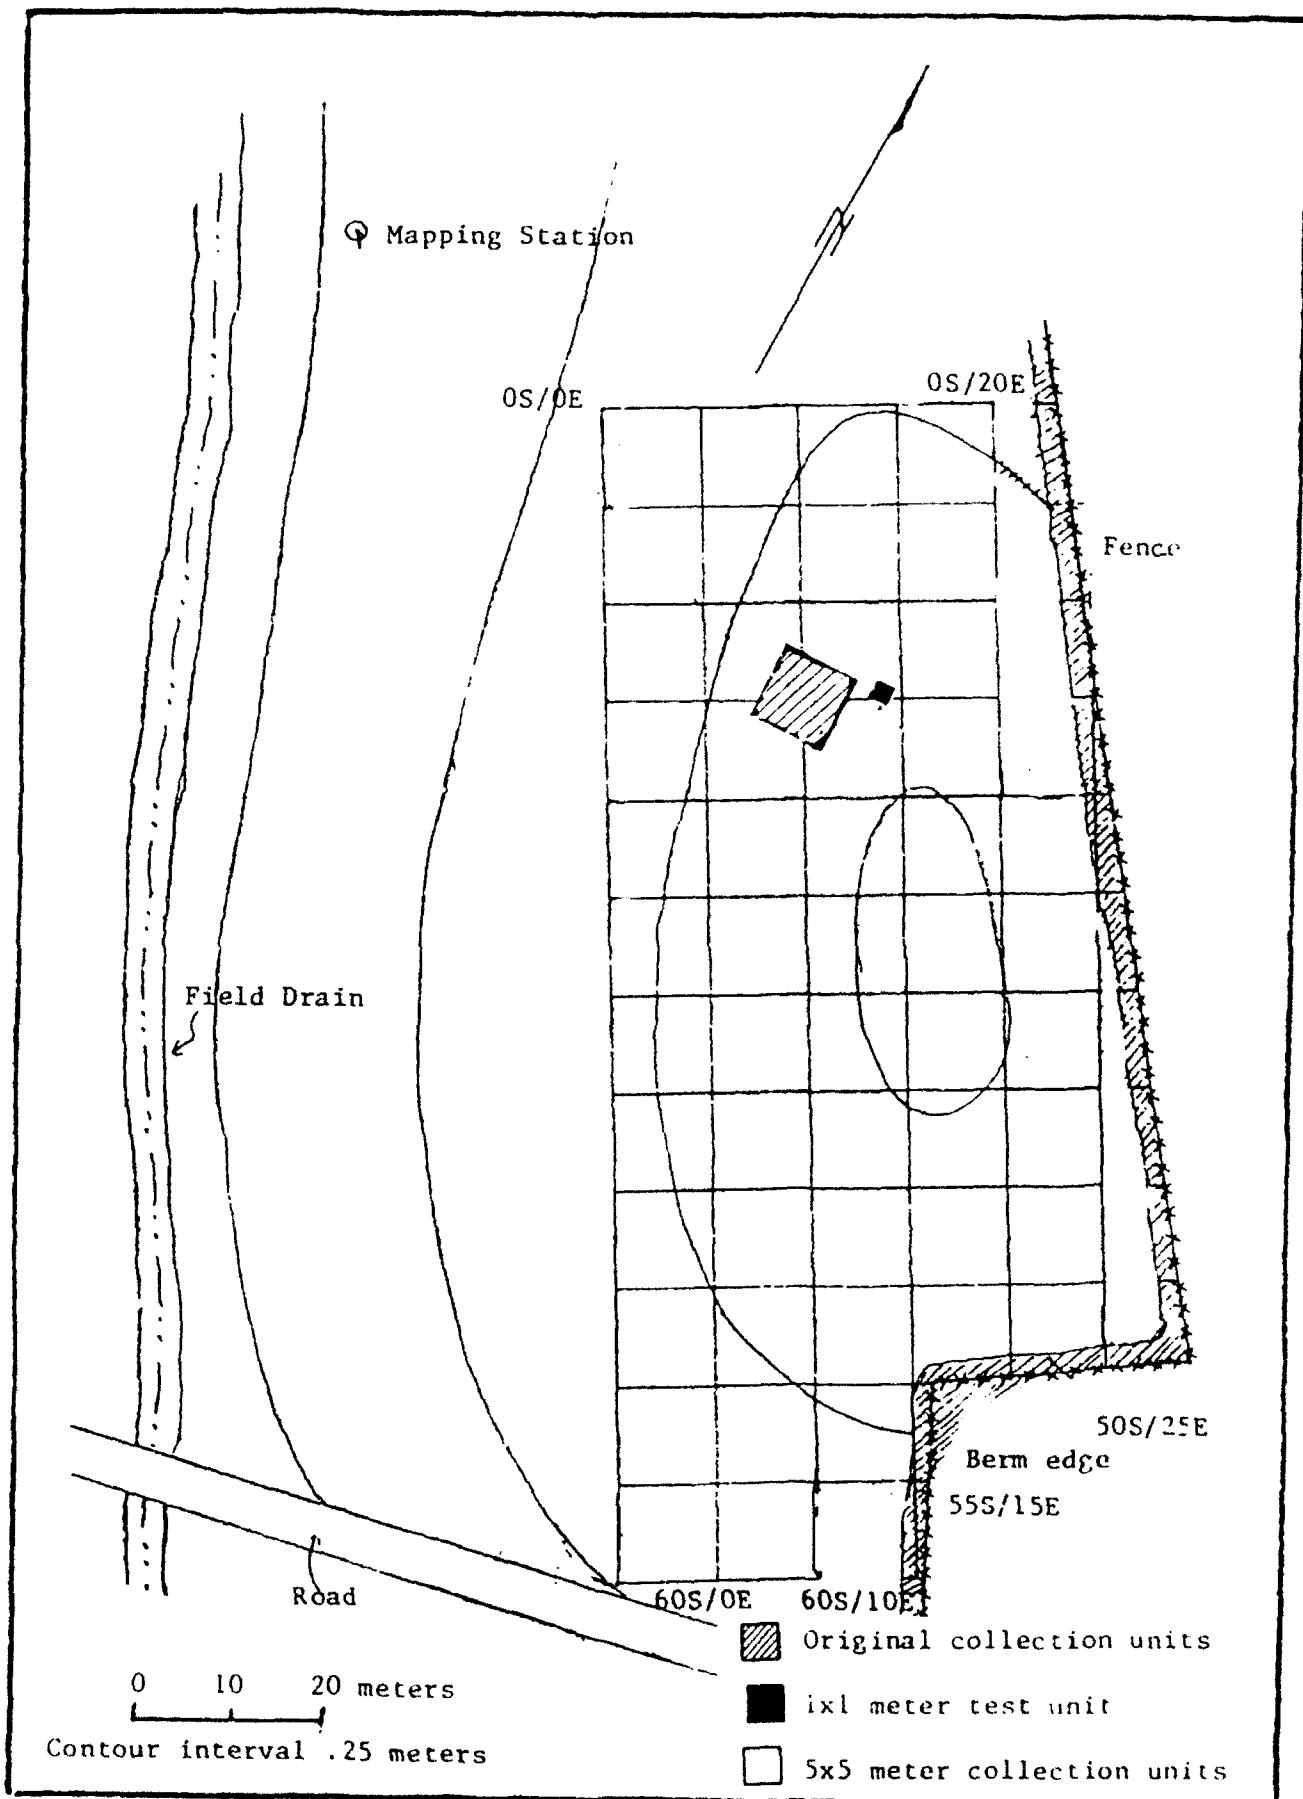 N
Mapping Station
0S/0E
0S/20E
Fence
Field Drain
50S/25E
Berm edge
55S/15E
Road
60S/0E 60S/10E
Original collection units
1x1 meter test unit
5x5 meter collection units
0 10 20 meters
Contour interval .25 meters